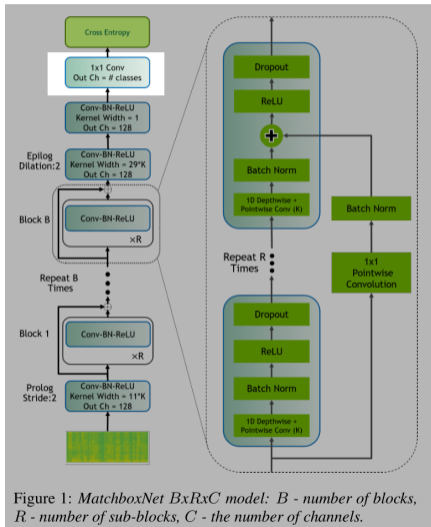 Cross Entropy
1x1 Conv
Out Ch = # classes
Conv-BN-ReLU
Kernel Width = 1
Out Ch = 128
Epilog
Dilation:2
Conv-BN-ReLU
Kernel Width = 29*K
Out Ch = 128
Block B
Conv-BN-ReLU
×R
Repeat B
Times
Block 1
Conv-BN-ReLU
×R
Prolog
Stride:2
Conv-BN-ReLU
Kernel Width = 11*K
Out Ch = 128
Dropout
ReLU
+
Batch Norm
1D Depthwise +
Pointwise Conv (K)
Batch Norm
1x1
Pointwise
Convolution
Repeat R
Times
Dropout
ReLU
Batch Norm
1D Depthwise +
Pointwise Conv (K)
Figure 1: MatchboxNet BxRxC model: B - number of blocks,
R - number of sub-blocks, C - the number of channels.